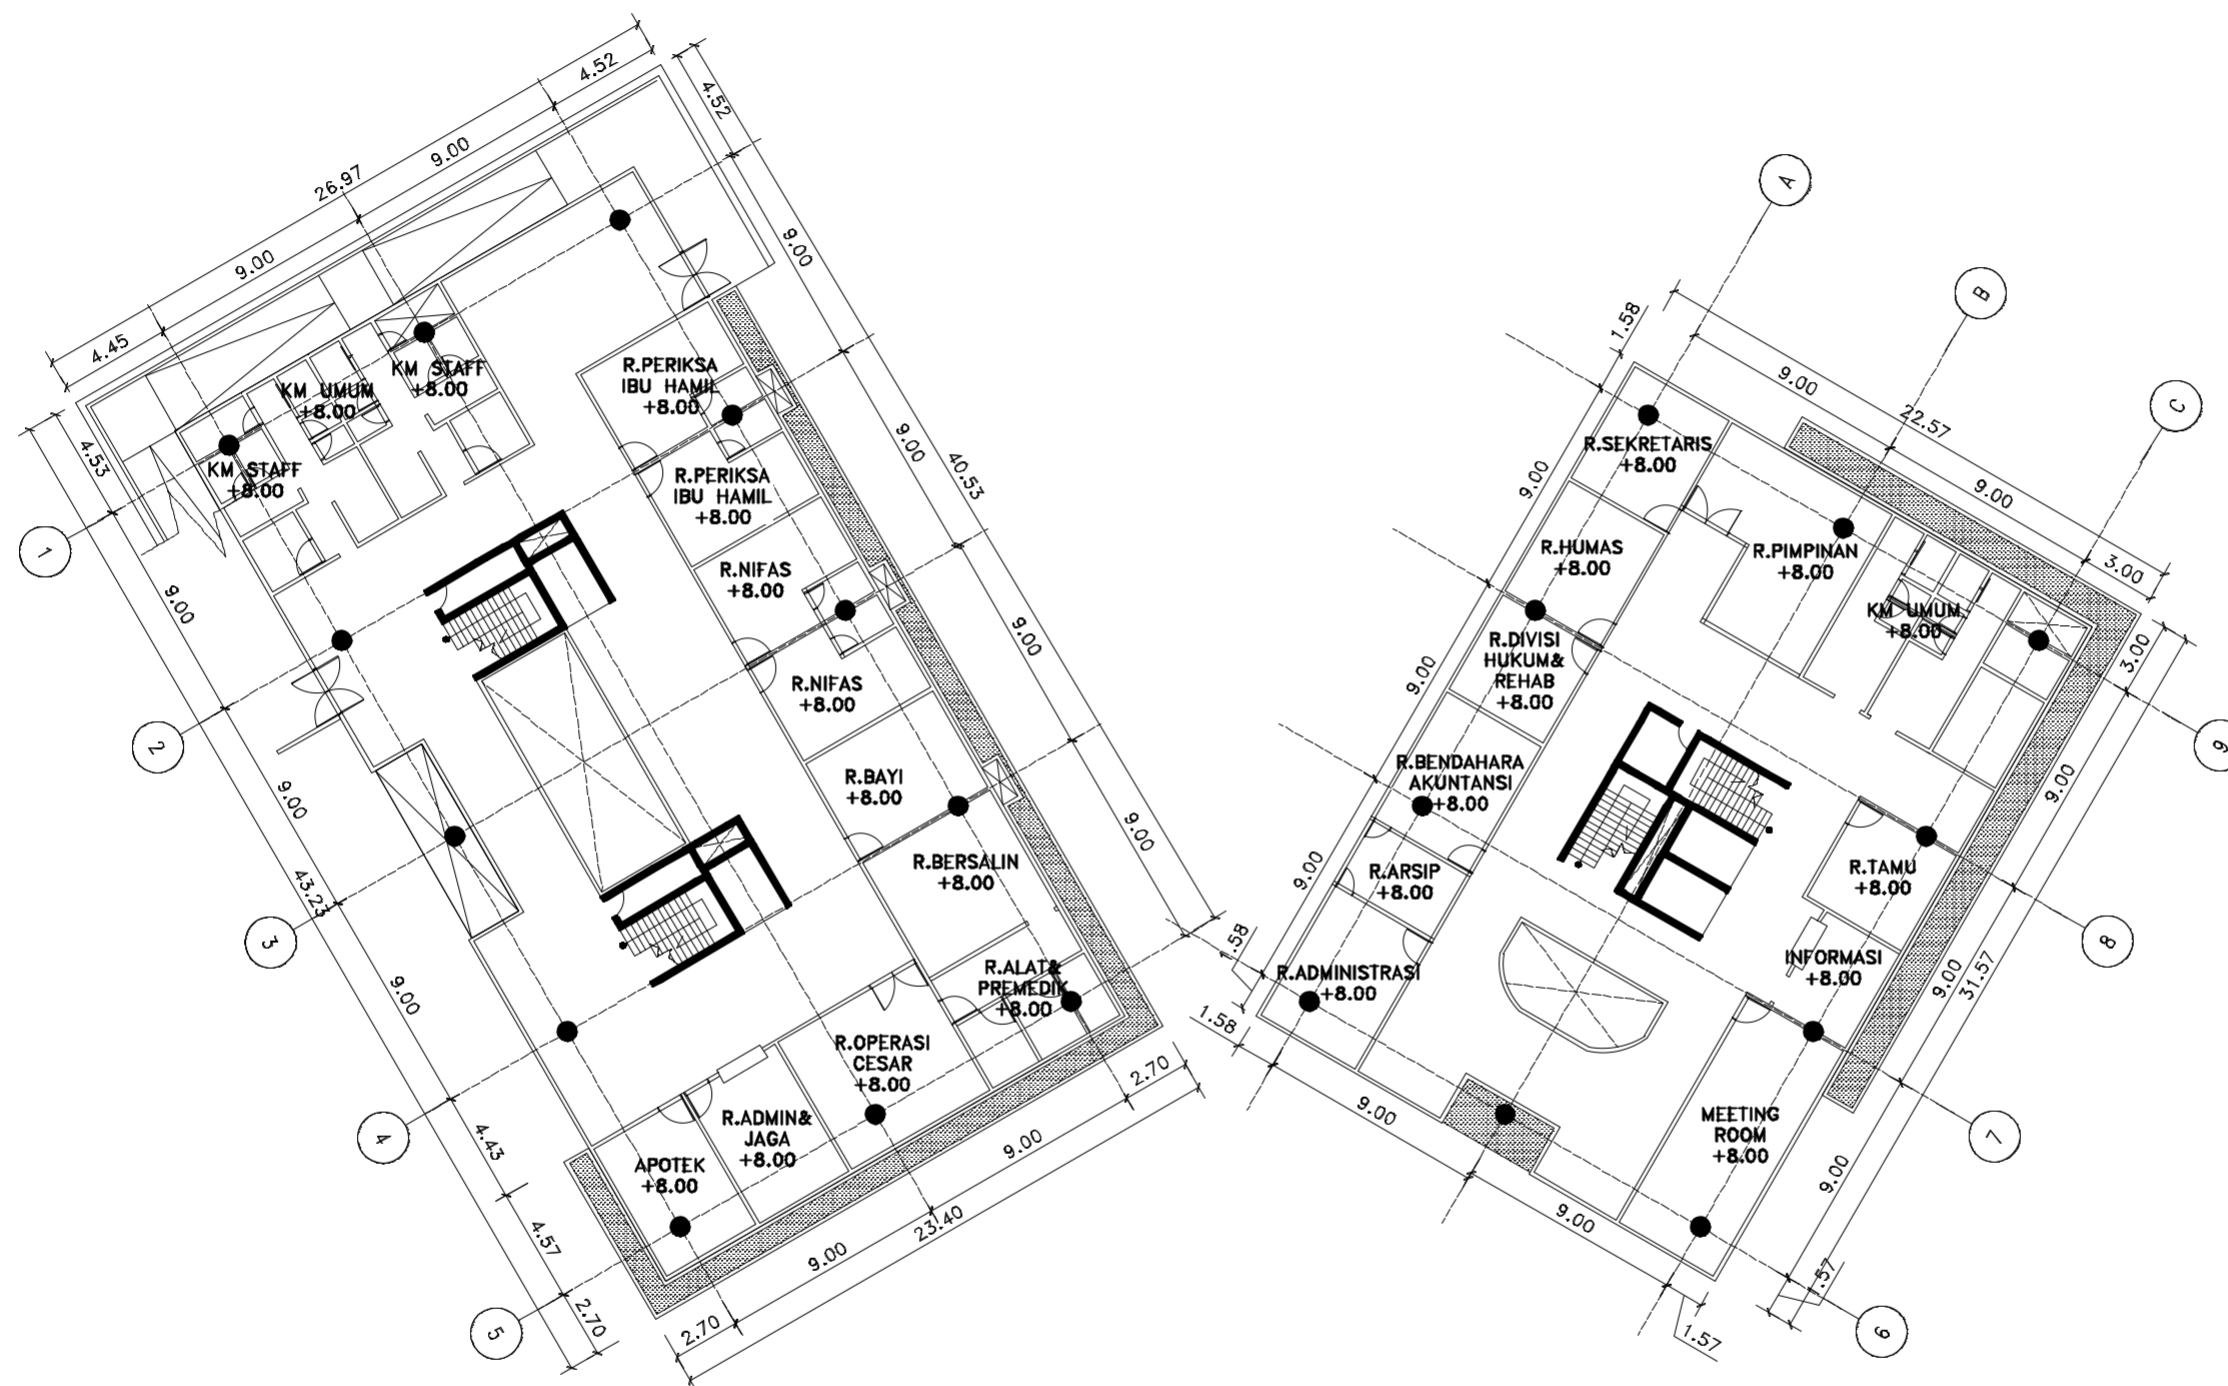 4.52
4.52
9.00
26.97
9.00
4.45
4.53
9.00
9.00
40.53
9.00
9.00
9.00
43.23
9.00
9.00
4.43
4.57
2.70
2.70
9.00
23.40
9.00
2.70
1
2
3
4
5
KM STAFF
+8.00
KM UMUM
+8.00
KM STAFF
+8.00
R.PERIKSA
IBU HAMIL
+8.00
R.PERIKSA
IBU HAMIL
+8.00
R.NIFAS
+8.00
R.NIFAS
+8.00
R.BAYI
+8.00
R.BERSALIN
+8.00
R.ALAT&
PREMEDIK
+8.00
R.OPERASI
CESAR
+8.00
R.ADMIN&
JAGA
+8.00
APOTEK
+8.00
A
B
C
1.58
9.00
22.57
9.00
3.00
3.00
9.00
9.00
31.57
9.00
9.00
9.00
9.00
1.58
9.00
9.00
1.57
9
8
7
6
R.SEKRETARIS
+8.00
R.HUMAS
+8.00
R.PIMPINAN
+8.00
KM UMUM
+8.00
R.DIVISI
HUKUM&
REHAB
+8.00
R.BENDAHARA
AKUNTANSI
+8.00
R.ARSIP
+8.00
R.TAMU
+8.00
INFORMASI
+8.00
R.ADMINISTRASI
+8.00
MEETING
ROOM
+8.00